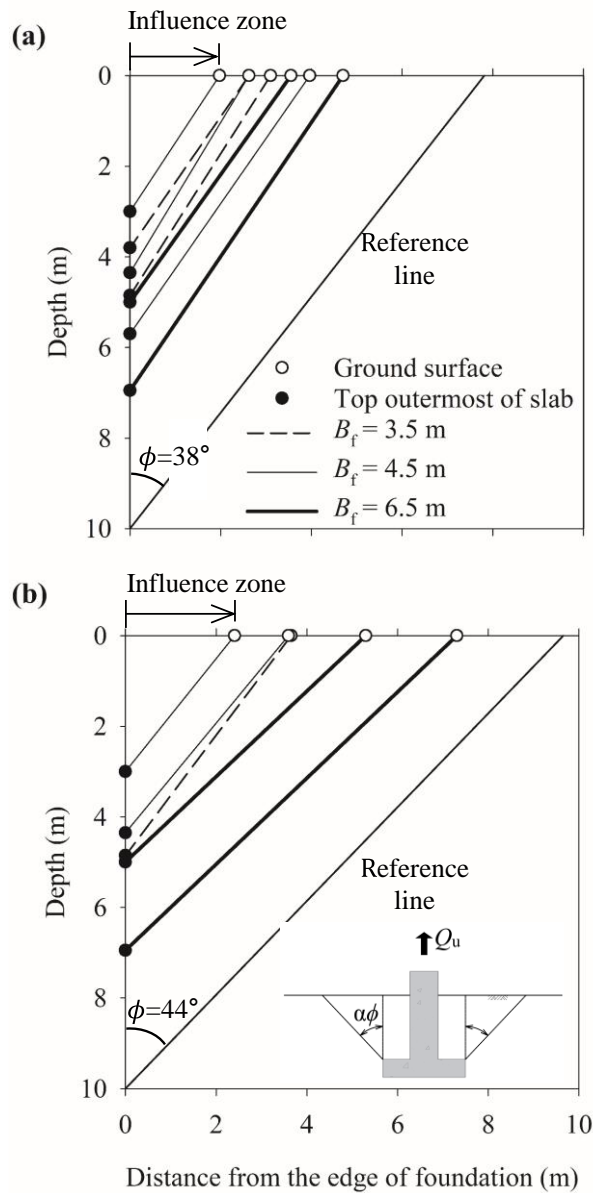 Influence zone
(a)
0
2
4
6
8
10
Depth (m)
Reference
line
Ground surface
Top outermost of slab
B_f = 3.5 m
B_f = 4.5 m
B_f = 6.5 m
ϕ=38°
Influence zone
(b)
0
2
4
6
8
10
Depth (m)
Reference
line
Q_u
αϕ
ϕ=44°
0 2 4 6 8 10
Distance from the edge of foundation (m)